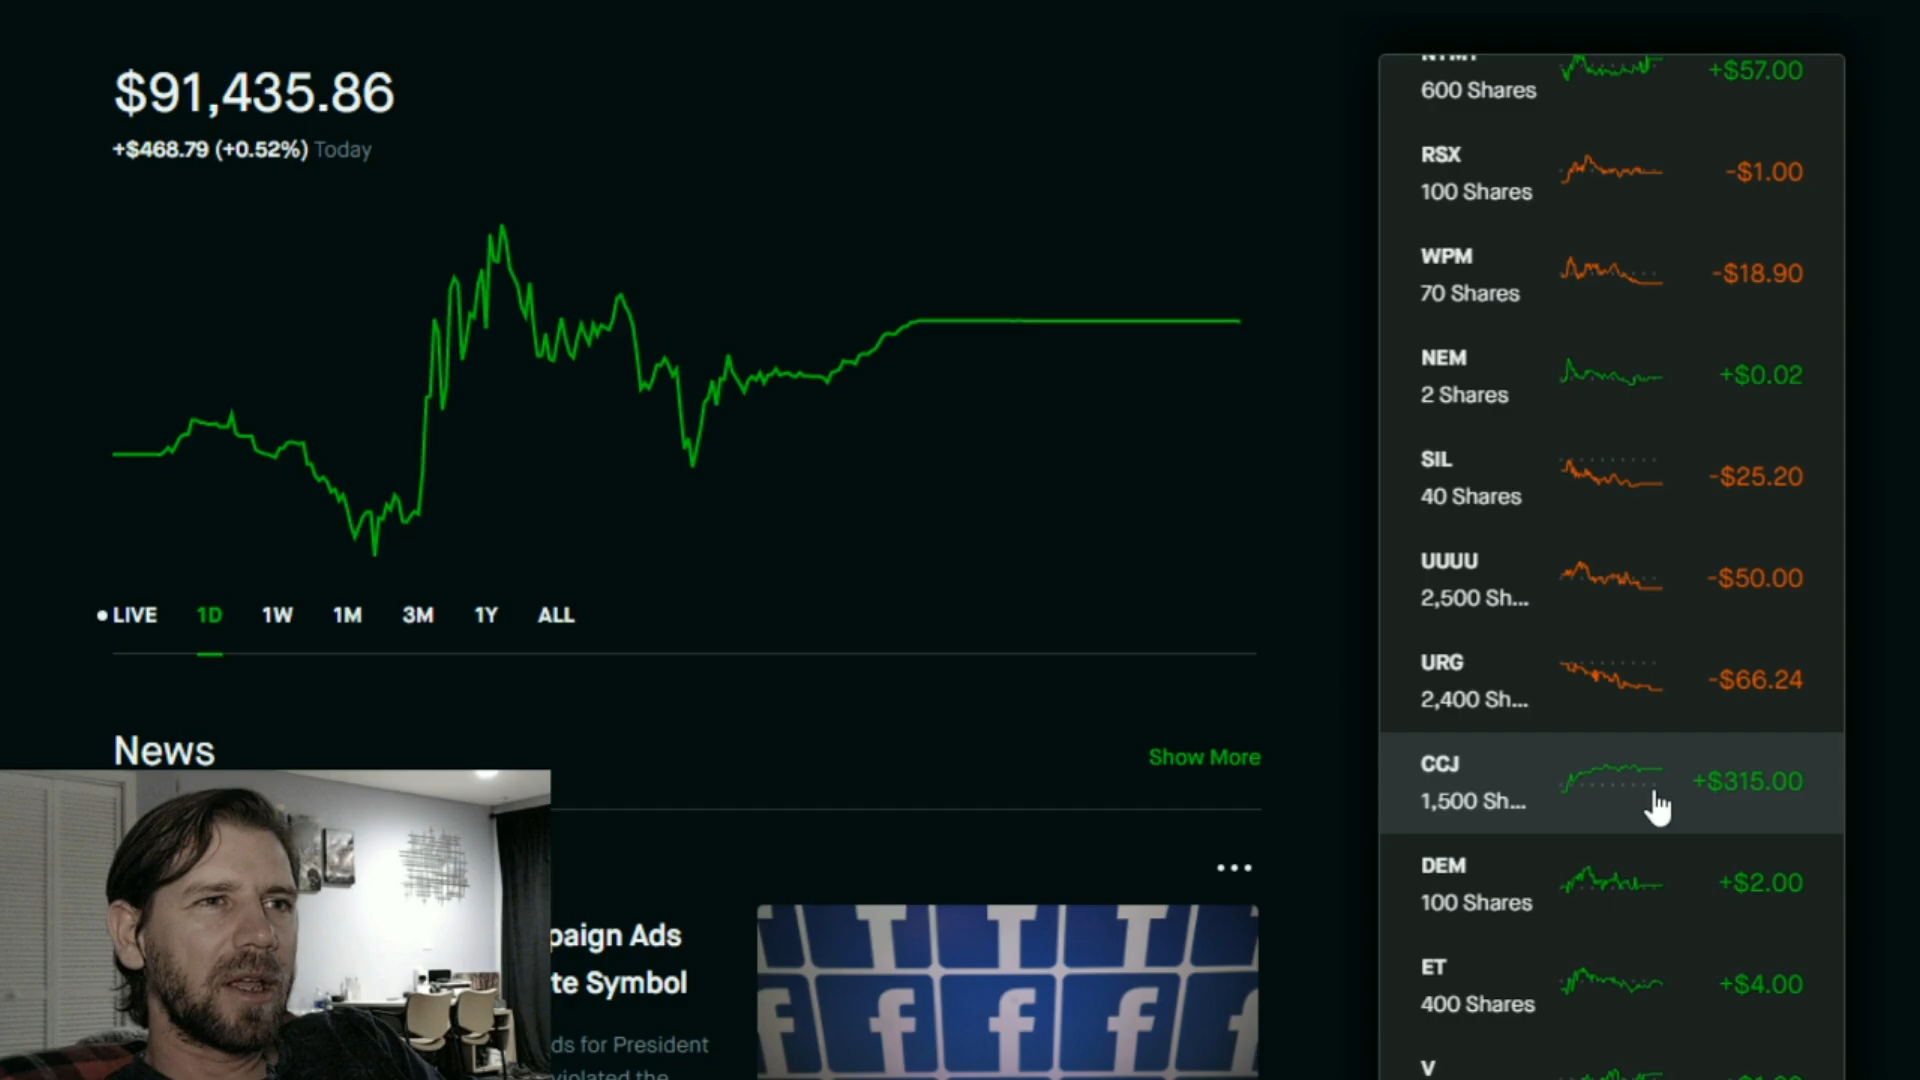 $91,435.86
+$468.79 (+0.52%) Today
LIVE 1D 1W 1M 3M 1Y ALL
News
Show More
paign Ads
te Symbol
ds for President
violated the
+$57.00
600 Shares
RSX
100 Shares
-$1.00
WPM
70 Shares
-$18.90
NEM
2 Shares
+$0.02
SIL
40 Shares
-$25.20
UUUU
2,500 Sh...
-$50.00
URG
2,400 Sh...
-$66.24
CCJ
1,500 Sh...
+$315.00
DEM
100 Shares
+$2.00
ET
400 Shares
+$4.00
V